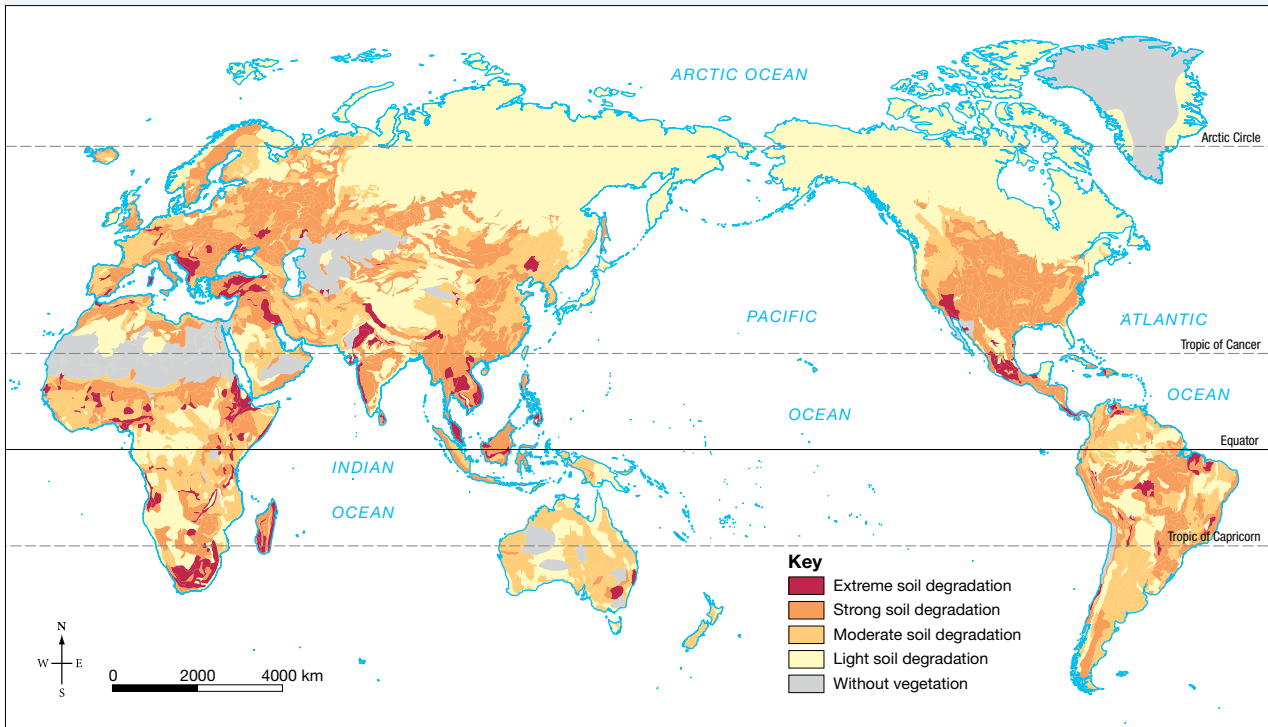 ARCTIC OCEAN
Arctic Circle
PACIFIC
ATLANTIC
Tropic of Cancer
OCEAN
OCEAN
Equator
INDIAN
OCEAN
Tropic of Capricorn
Key
Extreme soil degradation
Strong soil degradation
Moderate soil degradation
Light soil degradation
Without vegetation
N
W E
S
0 2000 4000 km